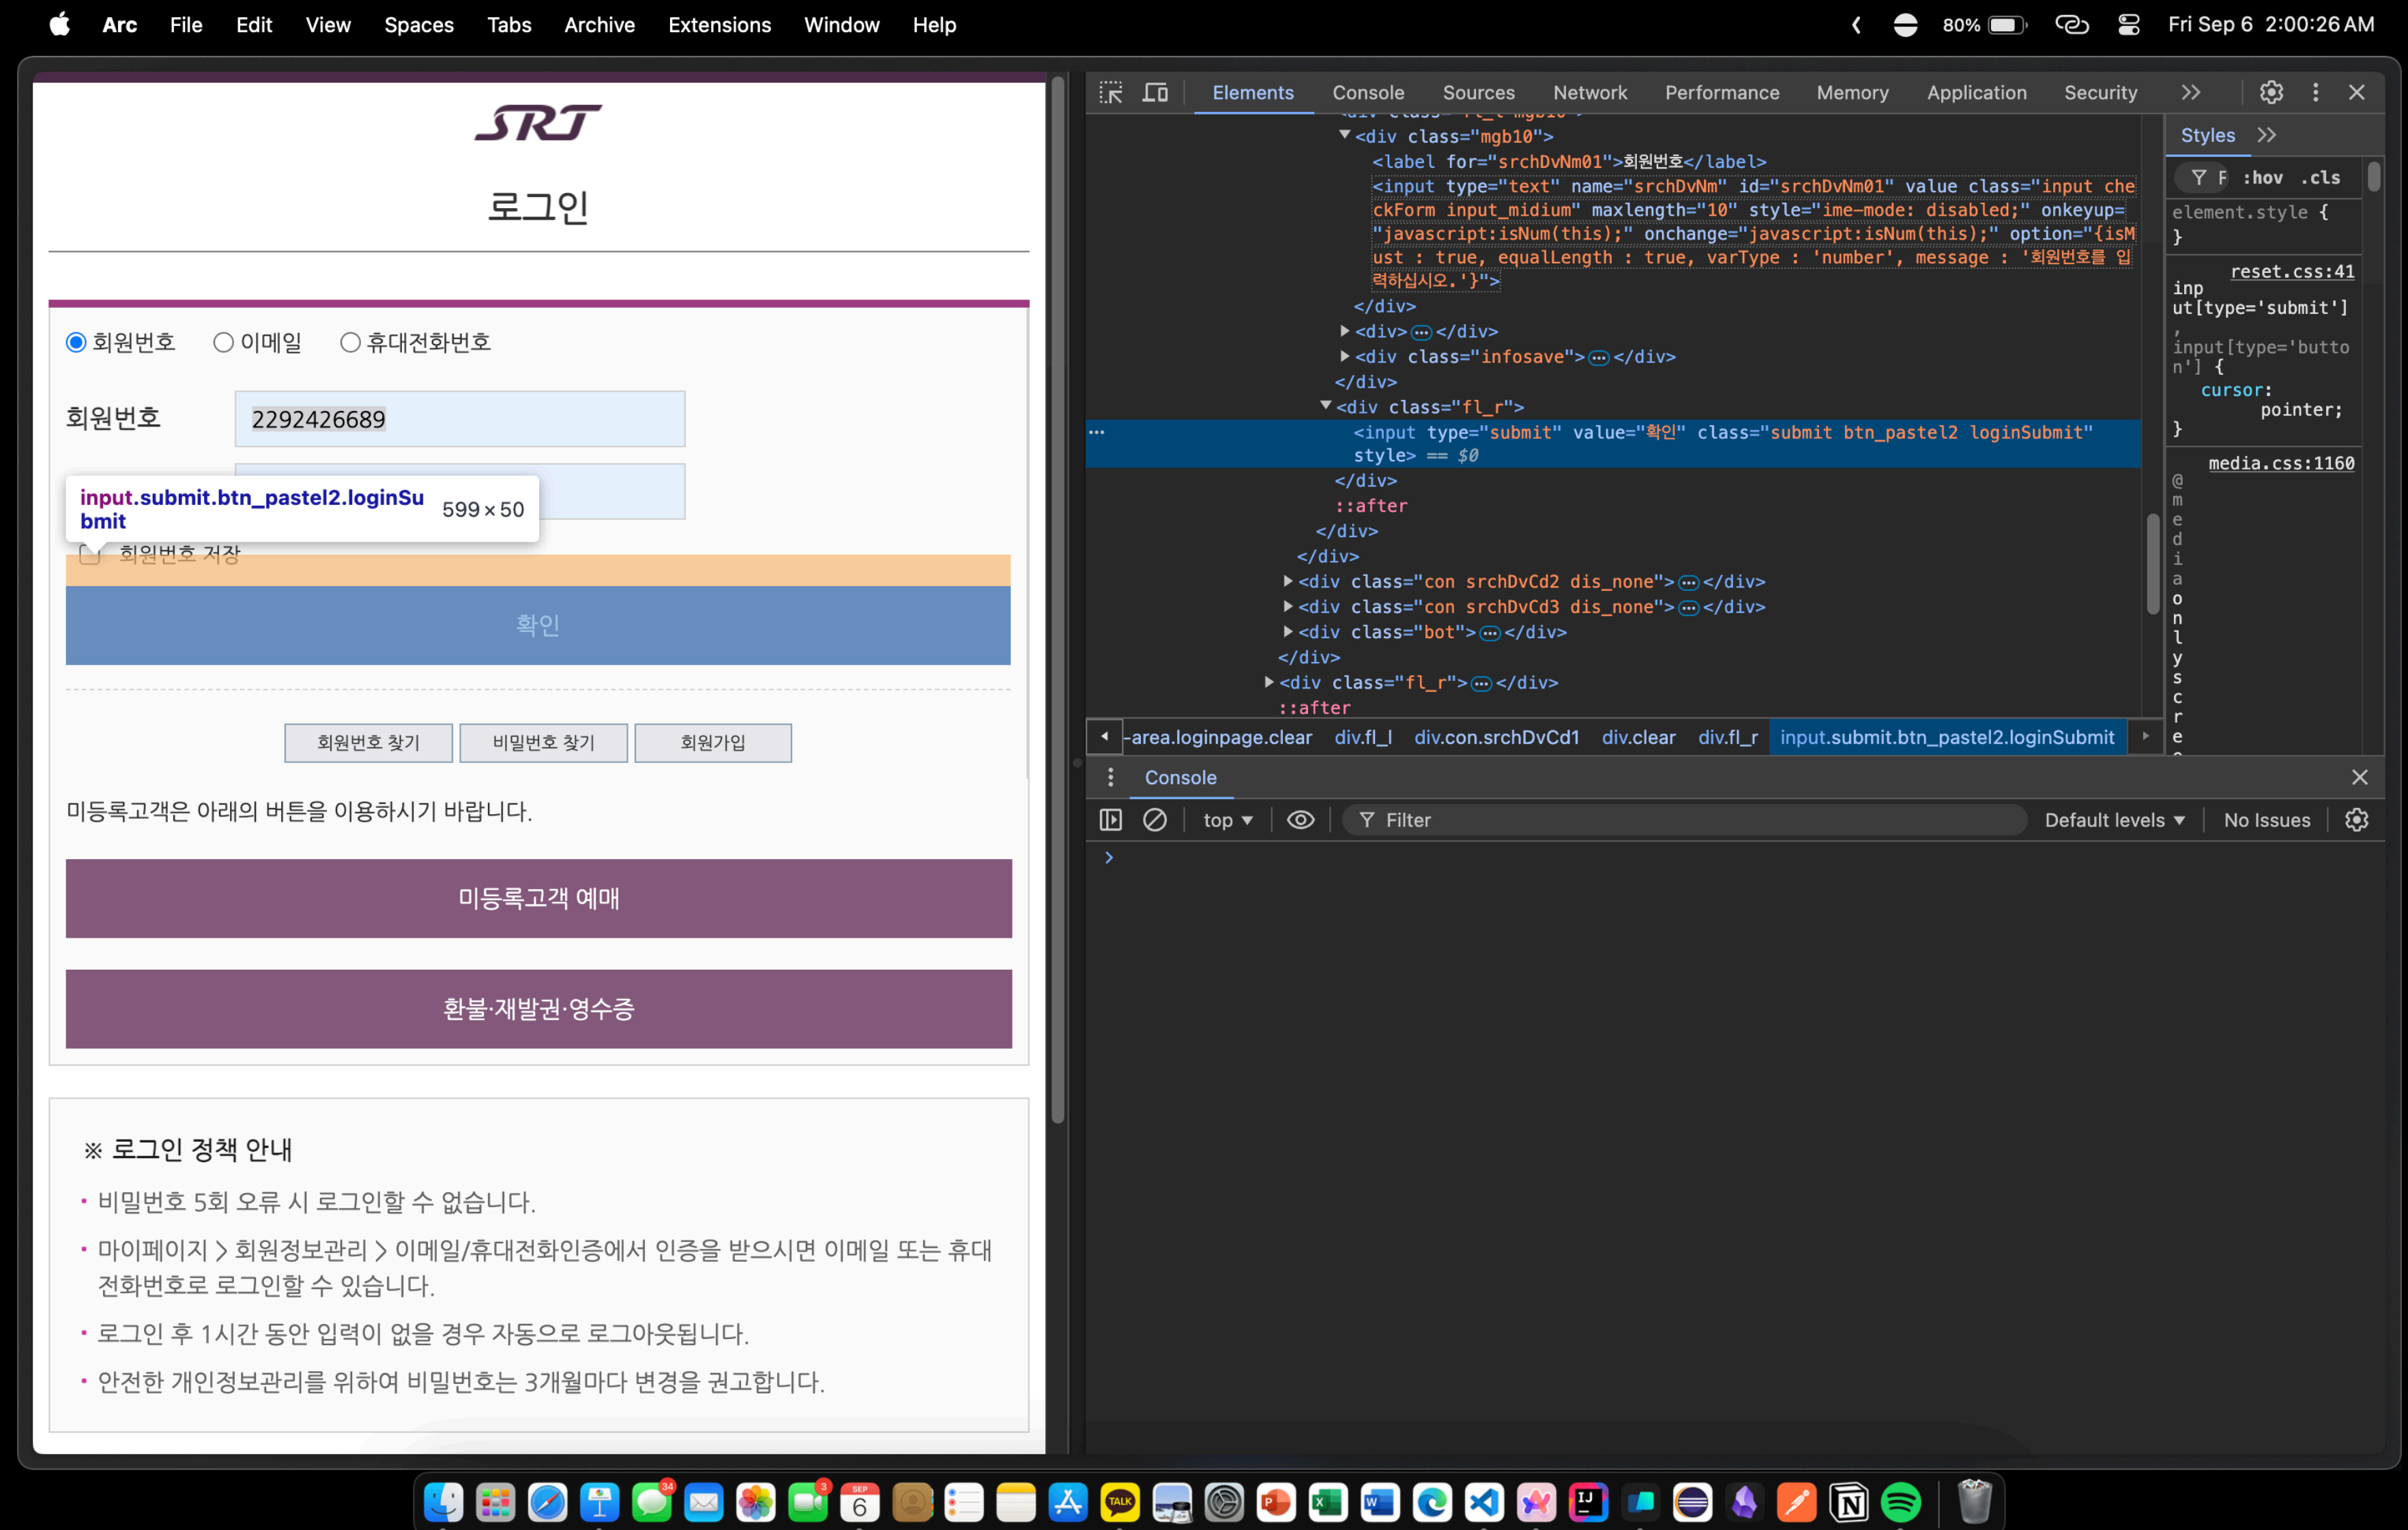 Arc File Edit View Spaces Tabs Archive Extensions Window Help
80% Fri Sep 6 2:00:26 AM
SRT
로그인
회원번호 이메일 휴대전화번호
회원번호 2292426689
input.submit.btn_pastel2.loginSu
bmit
599 × 50
회원번호 저장
확인
회원번호 찾기 비밀번호 찾기 회원가입
미등록고객은 아래의 버튼을 이용하시기 바랍니다.
미등록고객 예매
환불·재발권·영수증
※ 로그인 정책 안내
• 비밀번호 5회 오류 시 로그인할 수 없습니다.
• 마이페이지 > 회원정보관리 > 이메일/휴대전화인증에서 인증을 받으시면 이메일 또는 휴대
전화번호로 로그인할 수 있습니다.
• 로그인 후 1시간 동안 입력이 없을 경우 자동으로 로그아웃됩니다.
• 안전한 개인정보관리를 위하여 비밀번호는 3개월마다 변경을 권고합니다.
Elements Console Sources Network Performance Memory Application Security
<div class="mgb10">
<label for="srchDvNm01">회원번호</label>
<input type="text" name="srchDvNm" id="srchDvNm01" value class="input che
ckForm input_midium" maxlength="10" style="ime-mode: disabled;" onkeyup=
"javascript:isNum(this);" onchange="javascript:isNum(this);" option="{isM
ust : true, equalLength : true, varType : 'number', message : '회원번호를 입
력하십시오.'}">
</div>
<div>…</div>
<div class="infosave">…</div>
</div>
<div class="fl_r">
<input type="submit" value="확인" class="submit btn_pastel2 loginSubmit"
style> == $0
</div>
::after
</div>
</div>
<div class="con srchDvCd2 dis_none">…</div>
<div class="con srchDvCd3 dis_none">…</div>
<div class="bot">…</div>
</div>
<div class="fl_r">…</div>
::after
-area.loginpage.clear div.fl_l div.con.srchDvCd1 div.clear div.fl_r input.submit.btn_pastel2.loginSubmit
Styles
F :hov .cls
element.style {
}
reset.css:41
inp
ut[type='submit']
,
input[type='butto
n'] {
cursor:
pointer;
}
media.css:1160
@
m
e
d
i
a
o
n
l
y
s
c
r
e
Console
top Filter Default levels No Issues
>
34
3
SEP
6
TALK
P
X
W
IJ
N